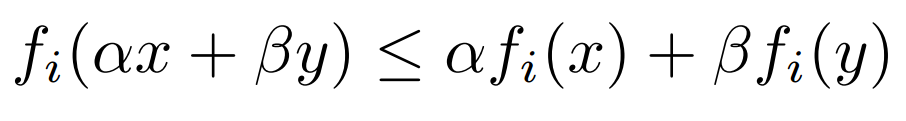 fᵢ(αx + βy) ≤ αfᵢ(x) + βfᵢ(y)